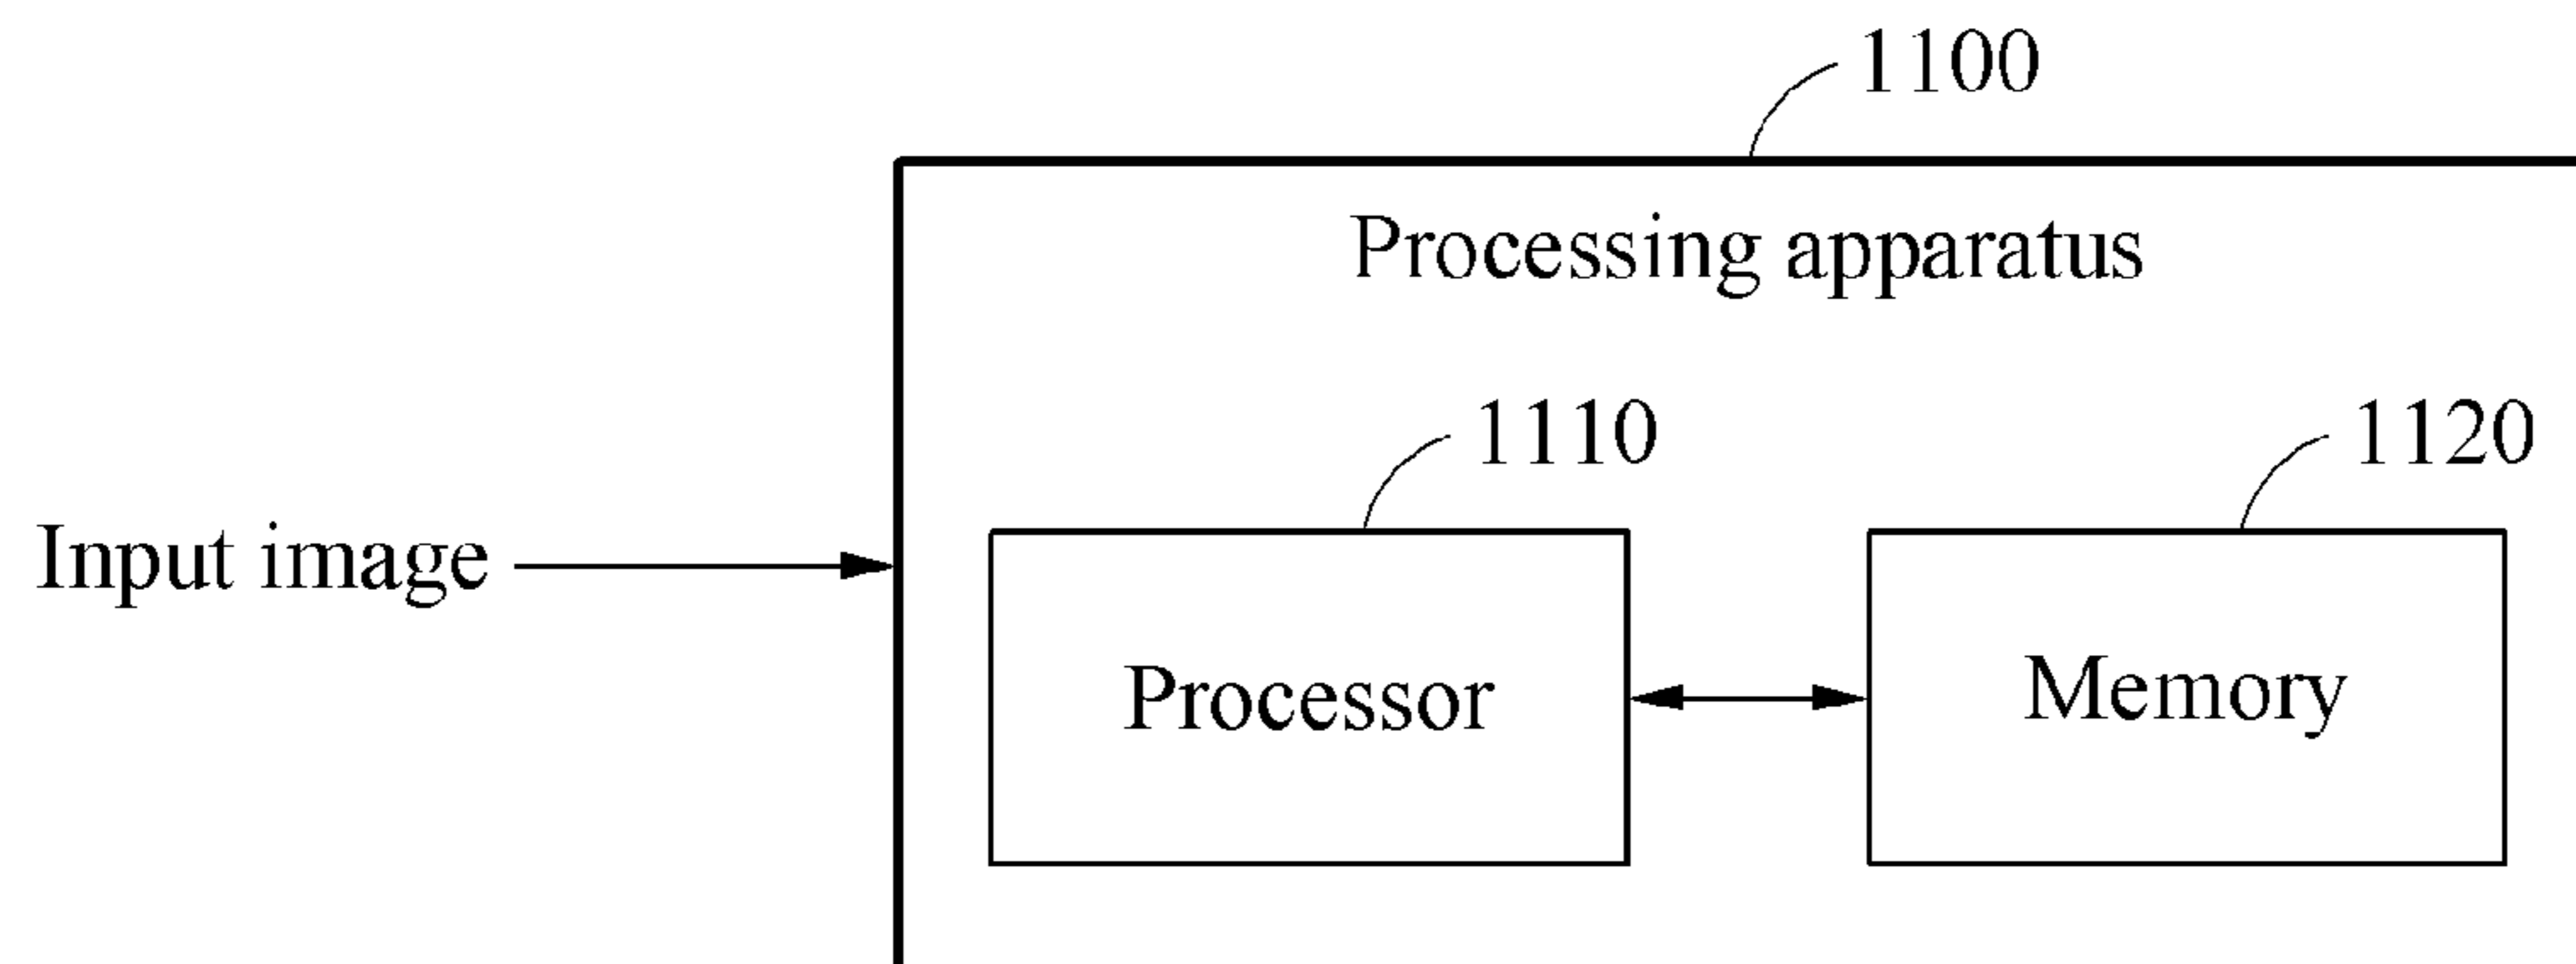 1100
Processing apparatus
1110
1120
Input image
Processor
Memory